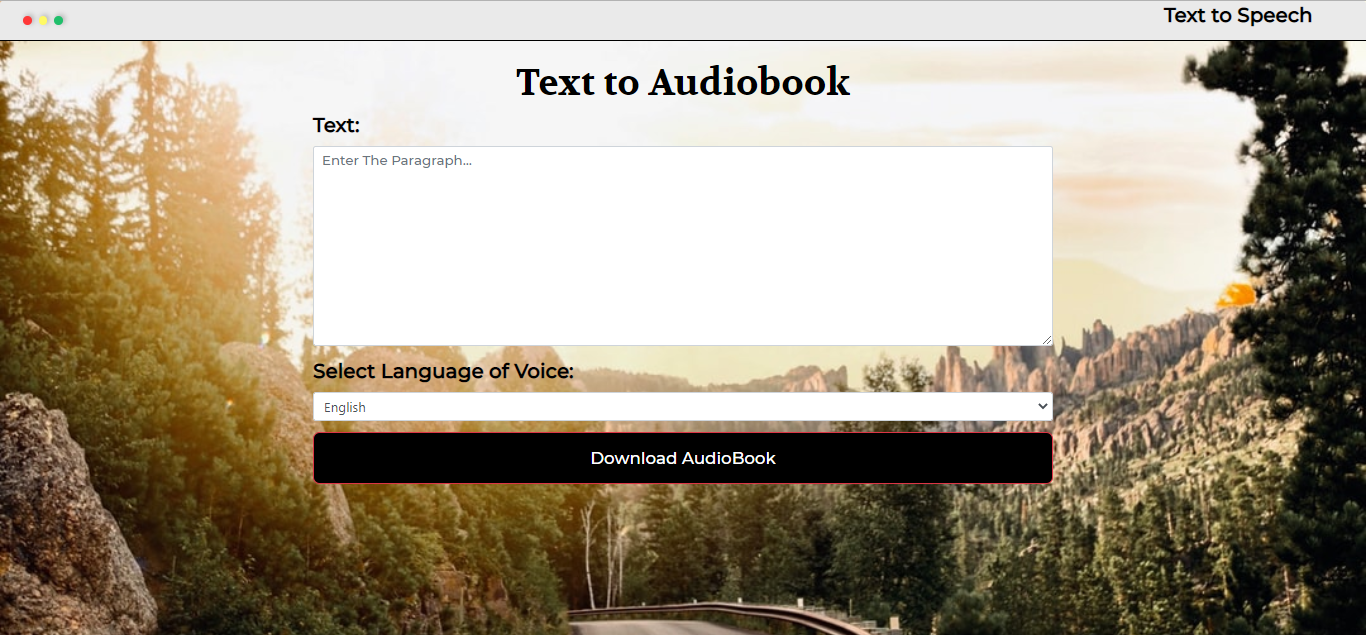 Text to Speech
Text to Audiobook
Text:
Enter The Paragraph...
Select Language of Voice:
English
Download AudioBook